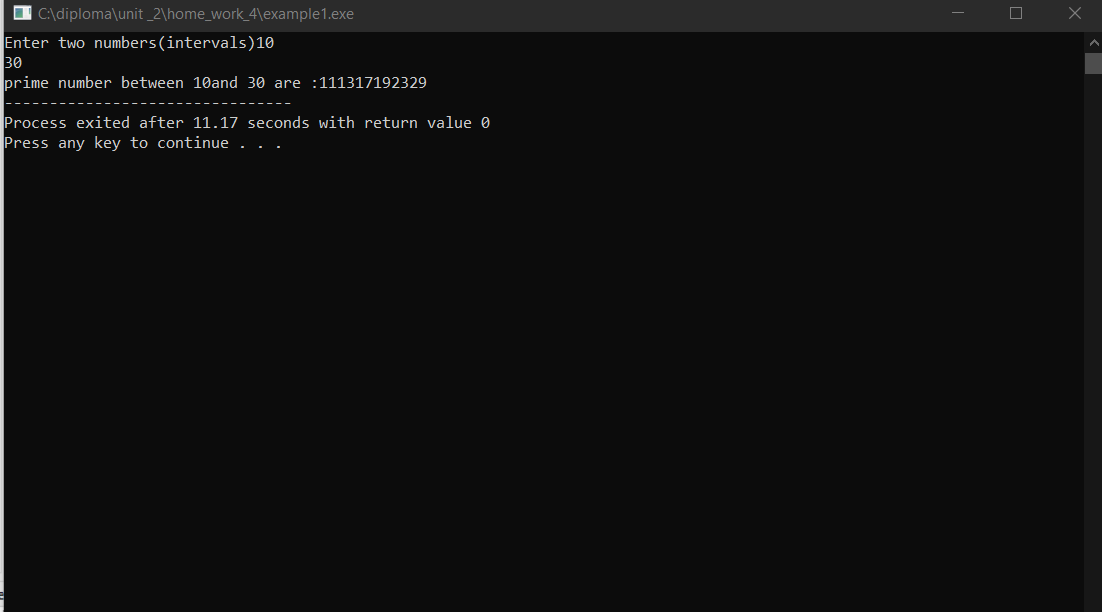 C:\diploma\unit _2\home_work_4\example1.exe
Enter two numbers(intervals)10
30
prime number between 10and 30 are :111317192329
--------------------------------
Process exited after 11.17 seconds with return value 0
Press any key to continue . . .